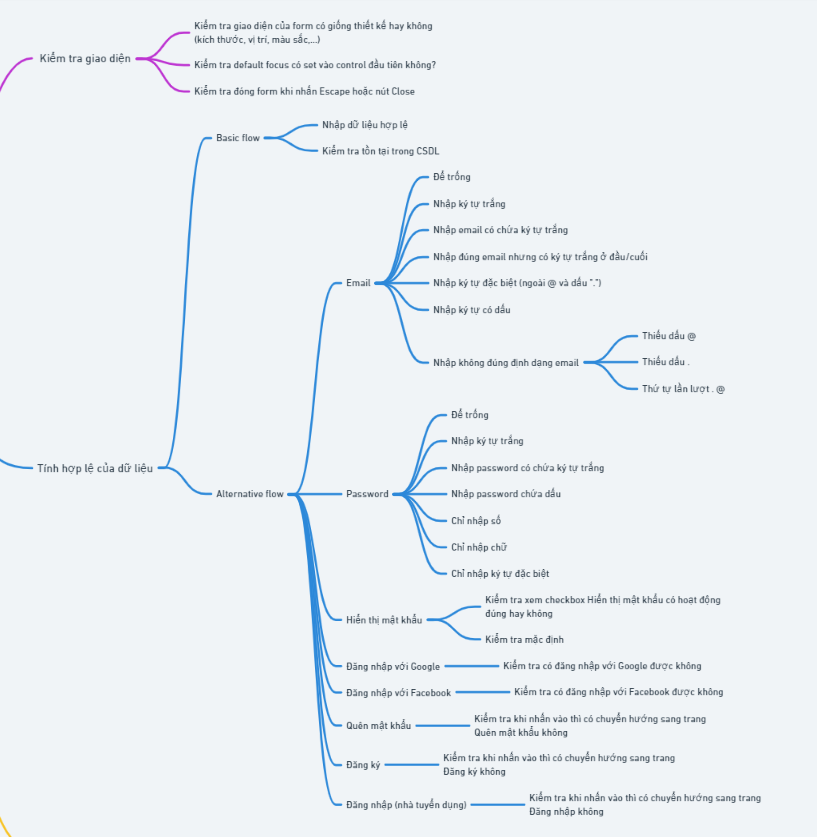 Kiểm tra giao diện
Kiểm tra giao diện của form có giống thiết kế hay không
(kích thước, vị trí, màu sắc,...)
Kiểm tra default focus có set vào control đầu tiên không?
Kiểm tra đóng form khi nhấn Escape hoặc nút Close
Tính hợp lệ của dữ liệu
Basic flow
Nhập dữ liệu hợp lệ
Kiểm tra tồn tại trong CSDL
Alternative flow
Email
Để trống
Nhập ký tự trắng
Nhập email có chứa ký tự trắng
Nhập đúng email nhưng có ký tự trắng ở đầu/cuối
Nhập ký tự đặc biệt (ngoài @ và dấu ".")
Nhập ký tự có dấu
Nhập không đúng định dạng email
Thiếu dấu @
Thiếu dấu .
Thứ tự lần lượt . @
Password
Để trống
Nhập ký tự trắng
Nhập password có chứa ký tự trắng
Nhập password chứa dấu
Chỉ nhập số
Chỉ nhập chữ
Chỉ nhập ký tự đặc biệt
Hiển thị mật khẩu
Kiểm tra xem checkbox Hiển thị mật khẩu có hoạt động
đúng hay không
Kiểm tra mặc định
Đăng nhập với Google
Kiểm tra có đăng nhập với Google được không
Đăng nhập với Facebook
Kiểm tra có đăng nhập với Facebook được không
Quên mật khẩu
Kiểm tra khi nhấn vào thì có chuyển hướng sang trang
Quên mật khẩu không
Đăng ký
Kiểm tra khi nhấn vào thì có chuyển hướng sang trang
Đăng ký không
Đăng nhập (nhà tuyển dụng)
Kiểm tra khi nhấn vào thì có chuyển hướng sang trang
Đăng nhập không